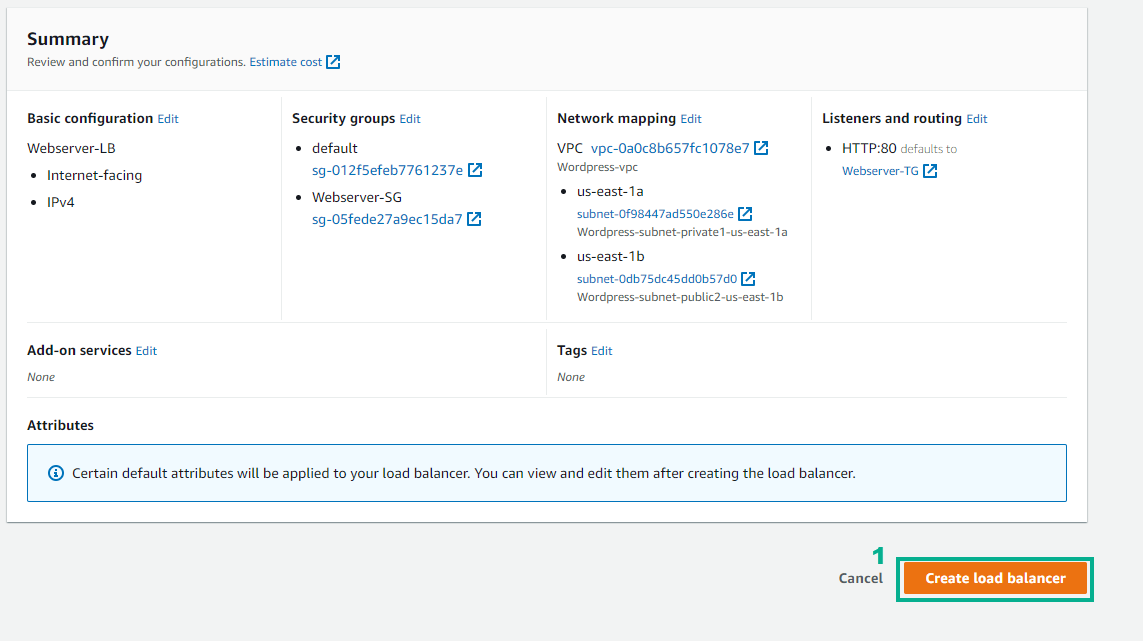 Summary
Review and confirm your configurations. Estimate cost
Basic configuration Edit
Webserver-LB
Internet-facing
IPv4
Security groups Edit
default
sg-012f5efeb7761237e
Webserver-SG
sg-05fede27a9ec15da7
Network mapping Edit
VPC vpc-0a0c8b657fc1078e7
Wordpress-vpc
us-east-1a
subnet-0f98447ad550e286e
Wordpress-subnet-private1-us-east-1a
us-east-1b
subnet-0db75dc45dd0b57d0
Wordpress-subnet-public2-us-east-1b
Listeners and routing Edit
HTTP:80 defaults to
Webserver-TG
Add-on services Edit
None
Tags Edit
None
Attributes
Certain default attributes will be applied to your load balancer. You can view and edit them after creating the load balancer.
1
Cancel
Create load balancer